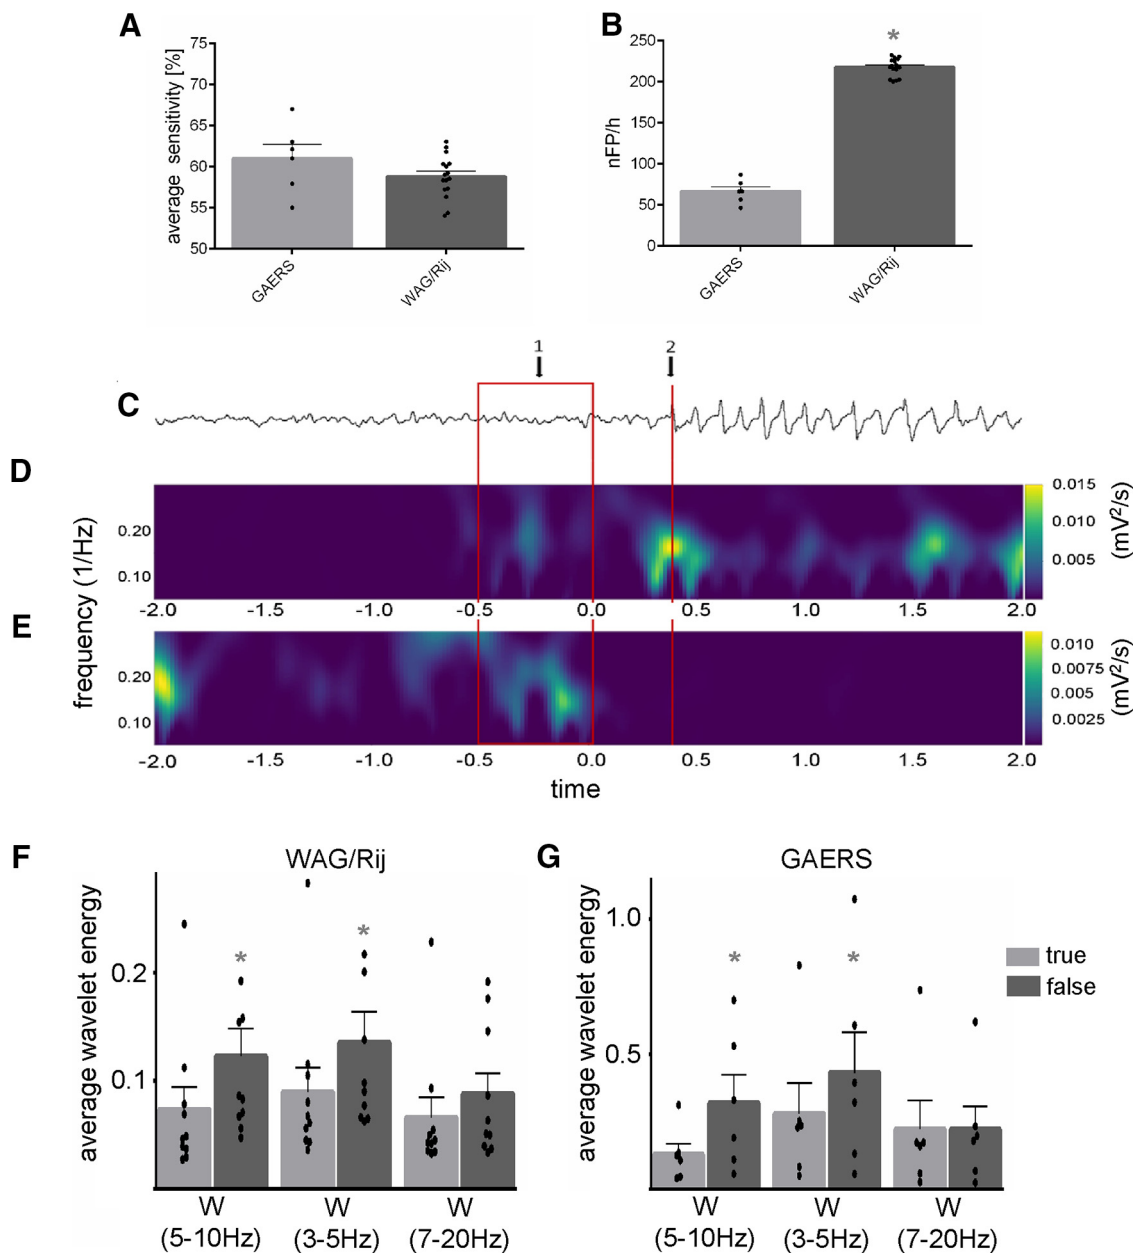 A
average sensitivity [%]
75
70
65
60
55
50
GAERS
WAG/Rij
B
nFP/h
250
200
150
100
50
0
*
GAERS
WAG/Rij
1
2
C
D
frequency (1/Hz)
0.20
0.10
0.015
0.010
0.005
(mV²/s)
-2.0 -1.5 -1.0 -0.5 0.0 0.5 1.0 1.5 2.0
E
0.20
0.10
0.010
0.0075
0.005
0.0025
(mV²/s)
-2.0 -1.5 -1.0 -0.5 0.0 0.5 1.0 1.5 2.0
time
F
WAG/Rij
average wavelet energy
0.2
0.1
* *
W W W
(5-10Hz) (3-5Hz) (7-20Hz)
G
GAERS
average wavelet energy
1.0
0.5
* *
W W W
(5-10Hz) (3-5Hz) (7-20Hz)
true
false